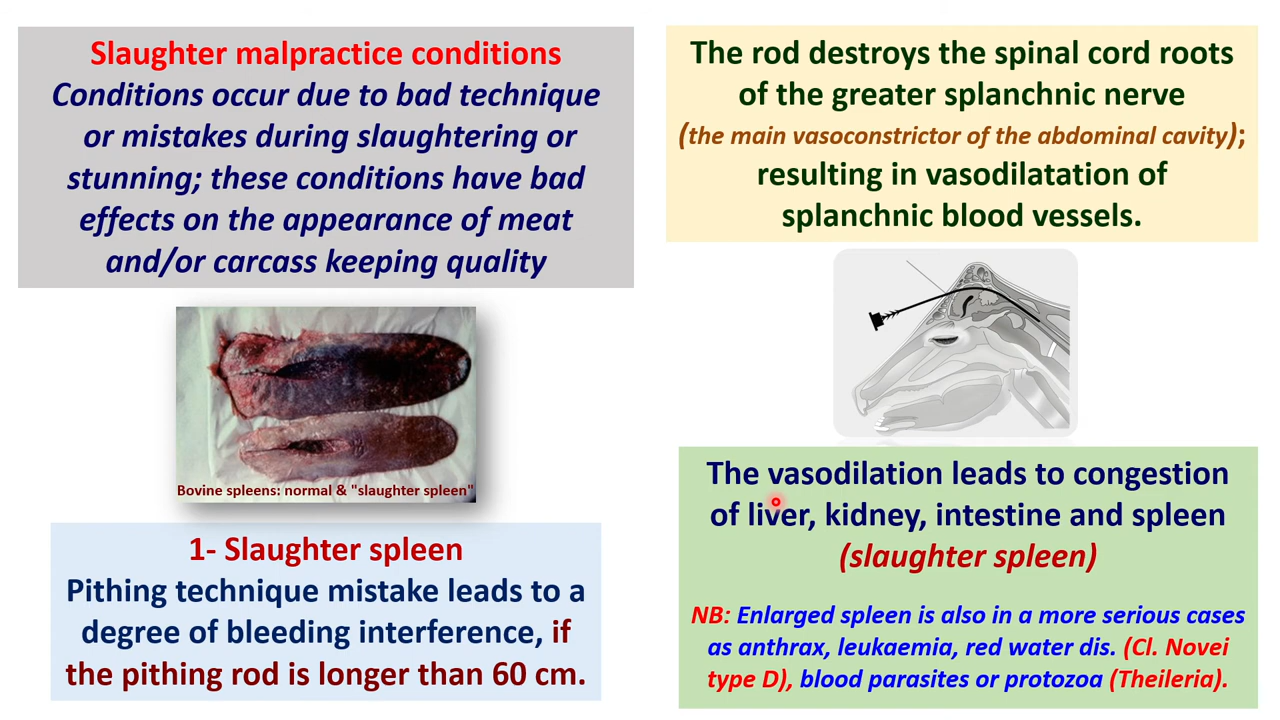 Slaughter malpractice conditions
Conditions occur due to bad technique
or mistakes during slaughtering or
stunning; these conditions have bad
effects on the appearance of meat
and/or carcass keeping quality
Bovine spleens: normal & "slaughter spleen"
1- Slaughter spleen
Pithing technique mistake leads to a
degree of bleeding interference, if
the pithing rod is longer than 60 cm.
The rod destroys the spinal cord roots
of the greater splanchnic nerve
(the main vasoconstrictor of the abdominal cavity);
resulting in vasodilatation of
splanchnic blood vessels.
The vasodilation leads to congestion
of liver, kidney, intestine and spleen
(slaughter spleen)
NB: Enlarged spleen is also in a more serious cases
as anthrax, leukaemia, red water dis. (Cl. Novei
type D), blood parasites or protozoa (Theileria).